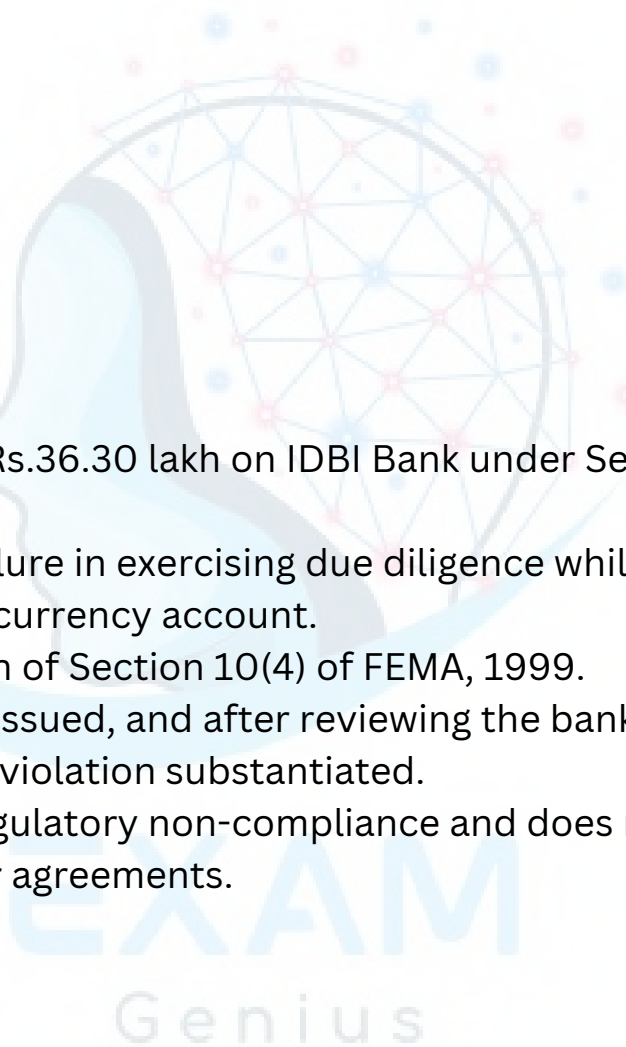 Rs.36.30 lakh on IDBI Bank under Se
lure in exercising due diligence whil
currency account.
n of Section 10(4) of FEMA, 1999.
ssued, and after reviewing the bank
violation substantiated.
gulatory non-compliance and does
r agreements.
EXAM
Genius